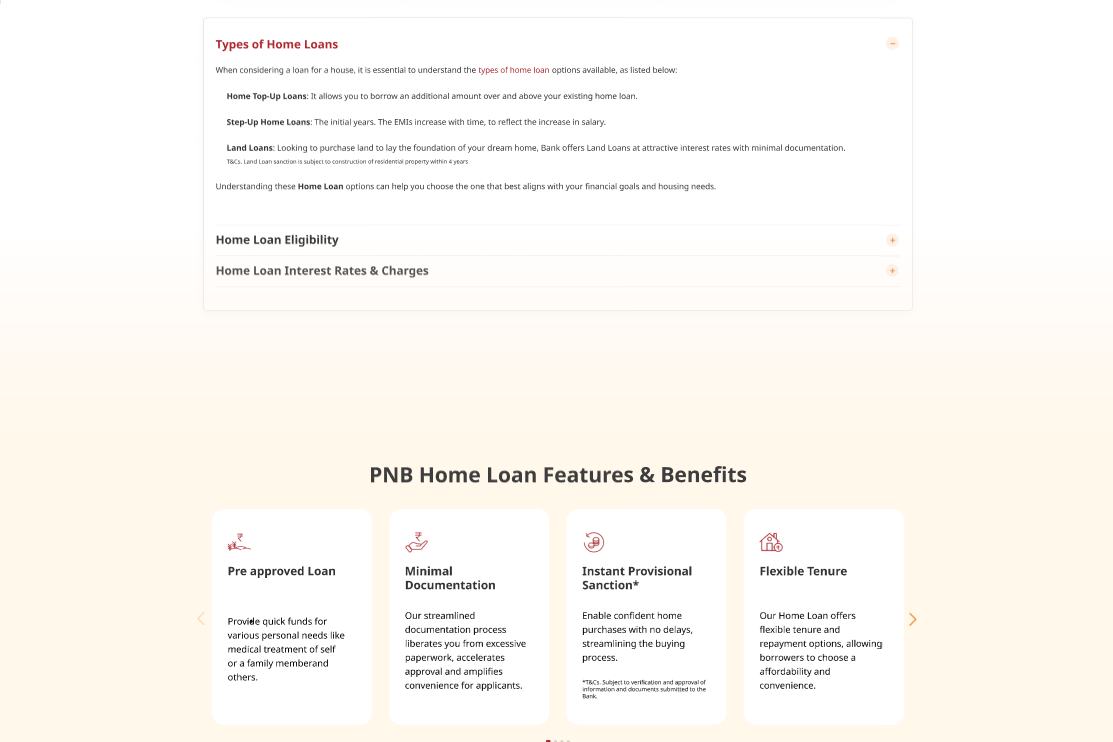 Types of Home Loans
When considering a loan for a house, it is essential to understand the types of home loan options available, as listed below:
Home Top-Up Loans: It allows you to borrow an additional amount over and above your existing home loan.
Step-Up Home Loans: The initial years. The EMIs increase with time, to reflect the increase in salary.
Land Loans: Looking to purchase land to lay the foundation of your dream home, Bank offers Land Loans at attractive interest rates with minimal documentation.
T&Cs. Land Loan sanction is subject to construction of residential property within 4 years
Understanding these Home Loan options can help you choose the one that best aligns with your financial goals and housing needs.
Home Loan Eligibility
Home Loan Interest Rates & Charges
PNB Home Loan Features & Benefits
Pre approved Loan
Provide quick funds for
various personal needs like
medical treatment of self
or a family memberand
others.
Minimal
Documentation
Our streamlined
documentation process
liberates you from excessive
paperwork, accelerates
approval and amplifies
convenience for applicants.
Instant Provisional
Sanction*
Enable confident home
purchases with no delays,
streamlining the buying
process.
*T&Cs. Subject to verification and approval of
information and documents submitted to the
Bank.
Flexible Tenure
Our Home Loan offers
flexible tenure and
repayment options, allowing
borrowers to choose a
affordability and
convenience.